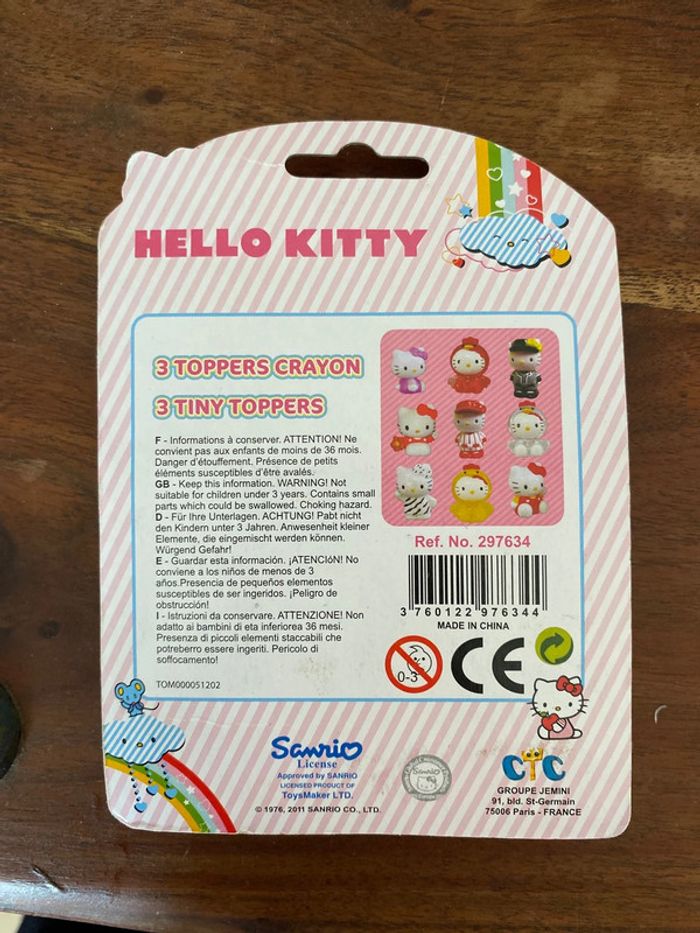 HELLO KITTY
3 TOPPERS CRAYON
3 TINY TOPPERS
F - Informations à conserver. ATTENTION! Ne
convient pas aux enfants de moins de 36 mois.
Danger d'étouffement. Présence de petits
éléments susceptibles d'être avalés.
GB - Keep this information. WARNING! Not
suitable for children under 3 years. Contains small
parts which could be swallowed. Choking hazard.
D - Für Ihre Unterlagen. ACHTUNG! Pabt nicht
den Kindern unter 3 Jahren. Anwesenheit kleiner
Elemente, die eingemischt werden können.
Würgend Gefahr!
E - Guardar esta información. ¡ATENCIóN! No
conviene a los niños de menos de 3
años.Presencia de pequeños elementos
susceptibles de ser ingeridos. ¡Peligro de
obstrucción!
I - Istruzioni da conservare. ATTENZIONE! Non
adatto ai bambini di eta inferiorea 36 mesi.
Presenza di piccoli elementi staccabili che
potreberro essere ingeriti. Pericolo di
soffocamento!
TOM000051202
Ref. No. 297634
3 760122 976344
MADE IN CHINA
0-3
CE
Sanrio
License
Approved by SANRIO
LICENSED PRODUCT OF
ToysMaker LTD.
© 1976, 2011 SANRIO CO., LTD.
Sanrio
CTC
GROUPE JEMINI
91, bld. St-Germain
75006 Paris - FRANCE